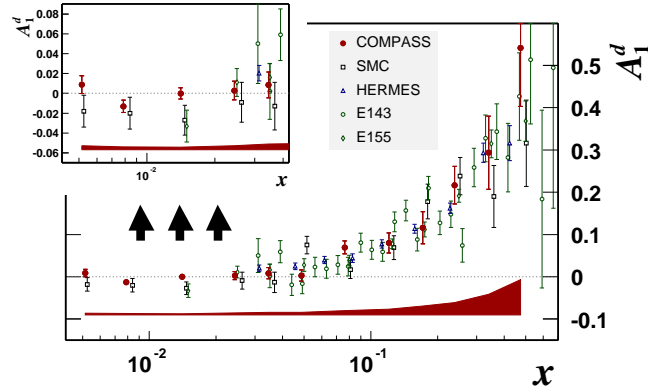 A₁ᵈ
0.08
0.06
0.04
0.02
0
-0.02
-0.04
-0.06
10⁻²
x
COMPASS
SMC
HERMES
E143
E155
A₁ᵈ
0.5
0.4
0.3
0.2
0.1
0
-0.1
10⁻²
10⁻¹
x